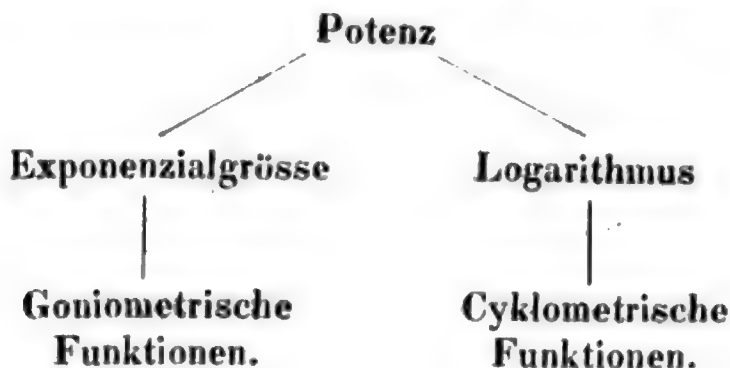 Potenz
Exponenzialgrösse
Logarithmus
Goniometrische
Funktionen.
Cyklometrische
Funktionen.